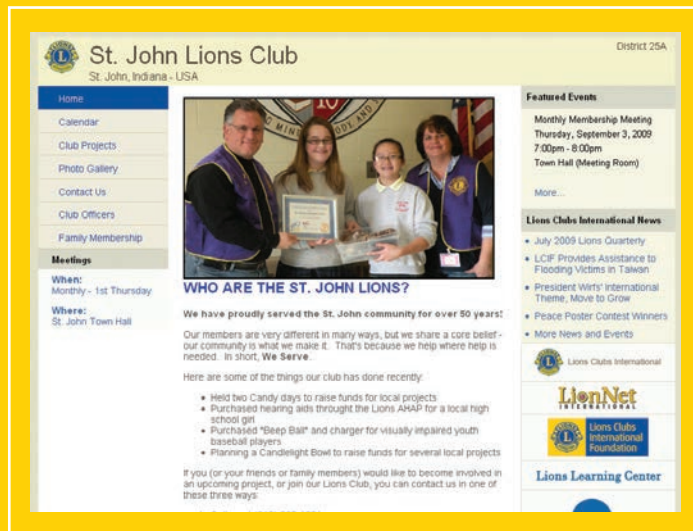 St. John Lions Club
St. John, Indiana - USA
District 25A
Home
Calendar
Club Projects
Photo Gallery
Contact Us
Club Officers
Family Membership
Meetings
When:
Monthly - 1st Thursday
Where:
St. John Town Hall
WHO ARE THE ST. JOHN LIONS?
We have proudly served the St. John community for over 50 years!
Our members are very different in many ways, but we share a core belief -
our community is what we make it. That's because we help where help is
needed. In short, We Serve.
Here are some of the things our club has done recently:
Held two Candy days to raise funds for local projects
Purchased hearing aids throught the Lions AHAP for a local high
school girl
Purchased "Beep Ball" and charger for visually impaired youth
baseball players
Planning a Candlelight Bowl to raise funds for several local projects
If you (or your friends or family members) would like to become involved in
an upcoming project, or join our Lions Club, you can contact us in one of
these three ways:
Featured Events
Monthly Membership Meeting
Thursday, September 3, 2009
7:00pm - 8:00pm
Town Hall (Meeting Room)
More...
Lions Clubs International News
July 2009 Lions Quarterly
LCIF Provides Assistance to
Flooding Victims in Taiwan
President Wirfs' International
Theme, Move to Grow
Peace Poster Contest Winners
More News and Events
Lions Clubs International
LionNet
INTERNATIONAL
Lions Clubs
International
Foundation
Lions Learning Center